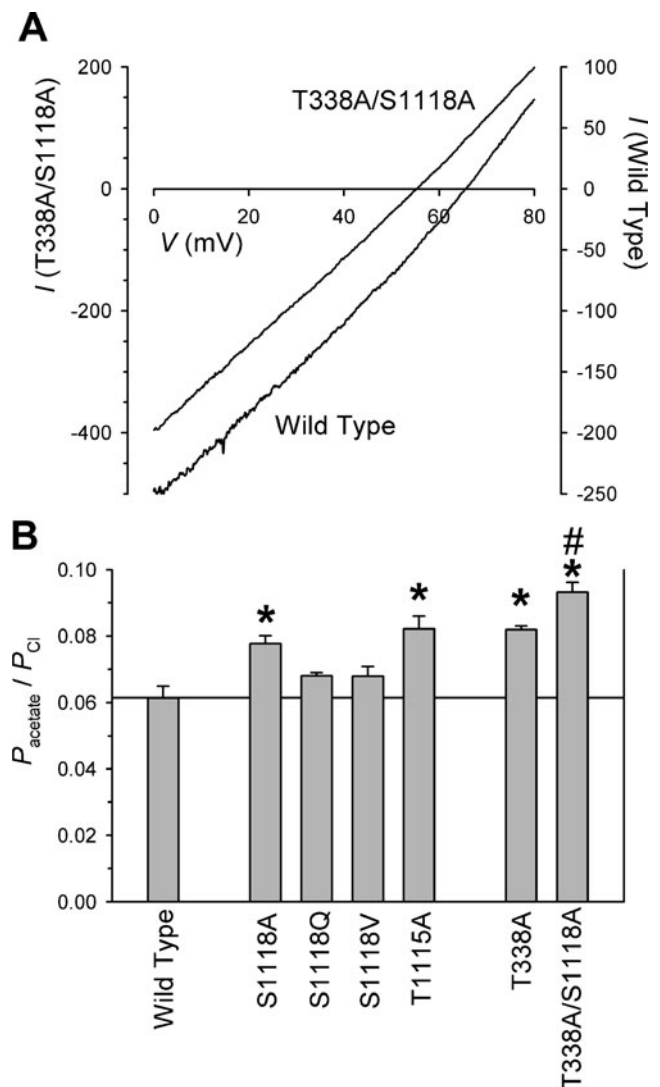 A
200
100
T338A/S1118A
50
0
0
0
20
40
60
80
V (mV)
I (T338A/S1118A)
I (Wild Type)
-50
-200
-100
-150
Wild Type
-400
-200
-250
B
#
*
*
*
*
0.10
0.08
0.06
0.04
0.02
0.00
Pacetate / PCl
Wild Type
S1118A
S1118Q
S1118V
T1115A
T338A
T338A/S1118A